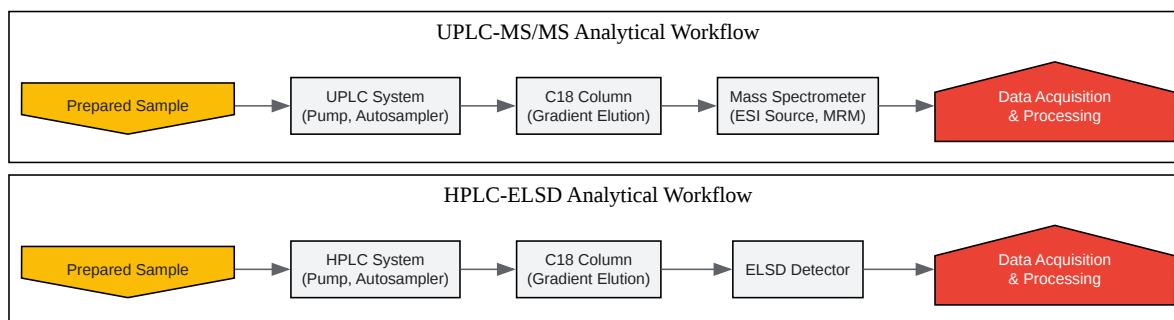 UPLC-MS/MS Analytical Workflow
Prepared Sample
UPLC System
(Pump, Autosampler)
C18 Column
(Gradient Elution)
Mass Spectrometer
(ESI Source, MRM)
Data Acquisition
& Processing
HPLC-ELSD Analytical Workflow
Prepared Sample
HPLC System
(Pump, Autosampler)
C18 Column
(Gradient Elution)
ELSD Detector
Data Acquisition
& Processing